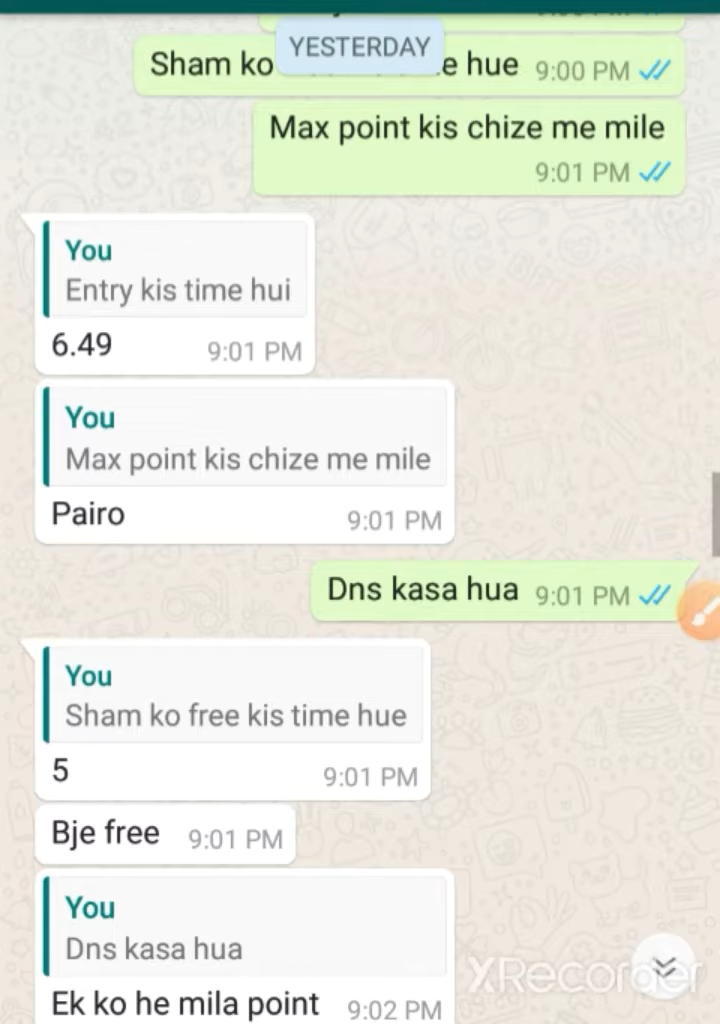 YESTERDAY
Sham ko e hue 9:00 PM
Max point kis chize me mile
9:01 PM
You
Entry kis time hui
6.49 9:01 PM
You
Max point kis chize me mile
Pairo 9:01 PM
Dns kasa hua 9:01 PM
You
Sham ko free kis time hue
5 9:01 PM
Bje free 9:01 PM
You
Dns kasa hua
Ek ko he mila point 9:02 PM
XRecorder